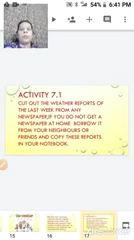 54% 6:41 PM
ACTIVITY 7.1
CUT OUT THE WEATHER REPORTS OF
THE LAST WEEK FROM ANY
NEWSPAPER,IF YOU DO NOT GET A
NEWSPAPER AT HOME BORROW IT
FROM YOUR NEIGHBOURS OR
FRIENDS AND COPY THESE REPORTS
IN YOUR NOTEBOOK.
15
16
17